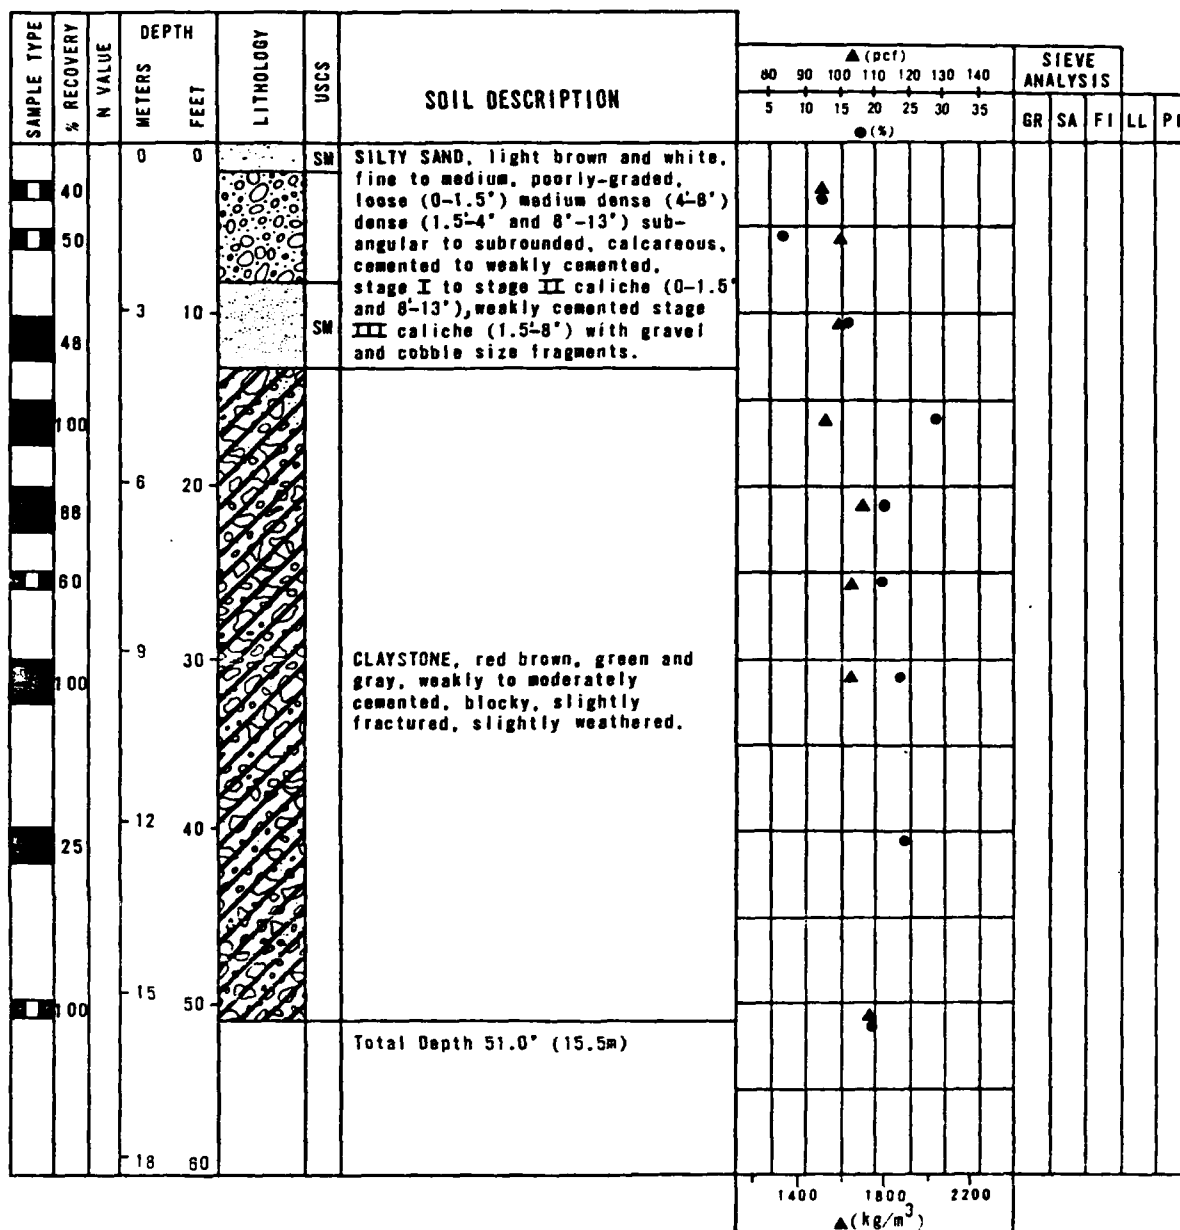 SAMPLE TYPE
% RECOVERY
N VALUE
DEPTH
METERS
FEET
LITHOLOGY
USCS
SOIL DESCRIPTION
▲ (pcf)
80 90 100 110 120 130 140
5 10 15 20 25 30 35
● (%)
SIEVE
ANALYSIS
GR SA FI LL PI
0 0
SM
SILTY SAND, light brown and white,
fine to medium, poorly-graded,
loose (0-1.5') medium dense (4'-8')
dense (1.5'-4' and 8'-13') sub-
angular to subrounded, calcareous,
cemented to weakly cemented,
stage I to stage II caliche (0-1.5'
and 8'-13'), weakly cemented stage
III caliche (1.5'-8') with gravel
and cobble size fragments.
40
50
3 10
SM
48
100
6 20
88
60
9 30
100
CLAYSTONE, red brown, green and
gray, weakly to moderately
cemented, blocky, slightly
fractured, slightly weathered.
12 40
25
15 50
100
Total Depth 51.0' (15.5m)
18 60
1400 1800 2200
▲ (kg/m³)